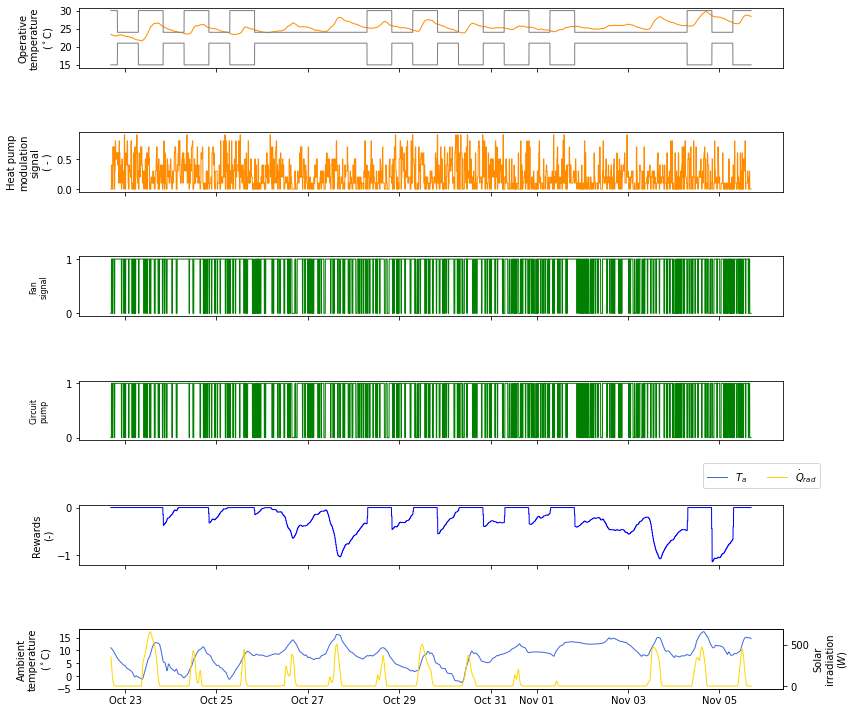 Operative
temperature
(°C)
30
25
20
15
Heat pump
modulation
signal
( - )
0.5
0.0
Fan
signal
1
0
Circuit
pump
1
0
T_a
Q̇_rad
Rewards
(-)
0
−1
Ambient
temperature
(°C)
15
10
5
0
−5
500
0
Solar
irradiation
(W)
Oct 23
Oct 25
Oct 27
Oct 29
Oct 31
Nov 01
Nov 03
Nov 05